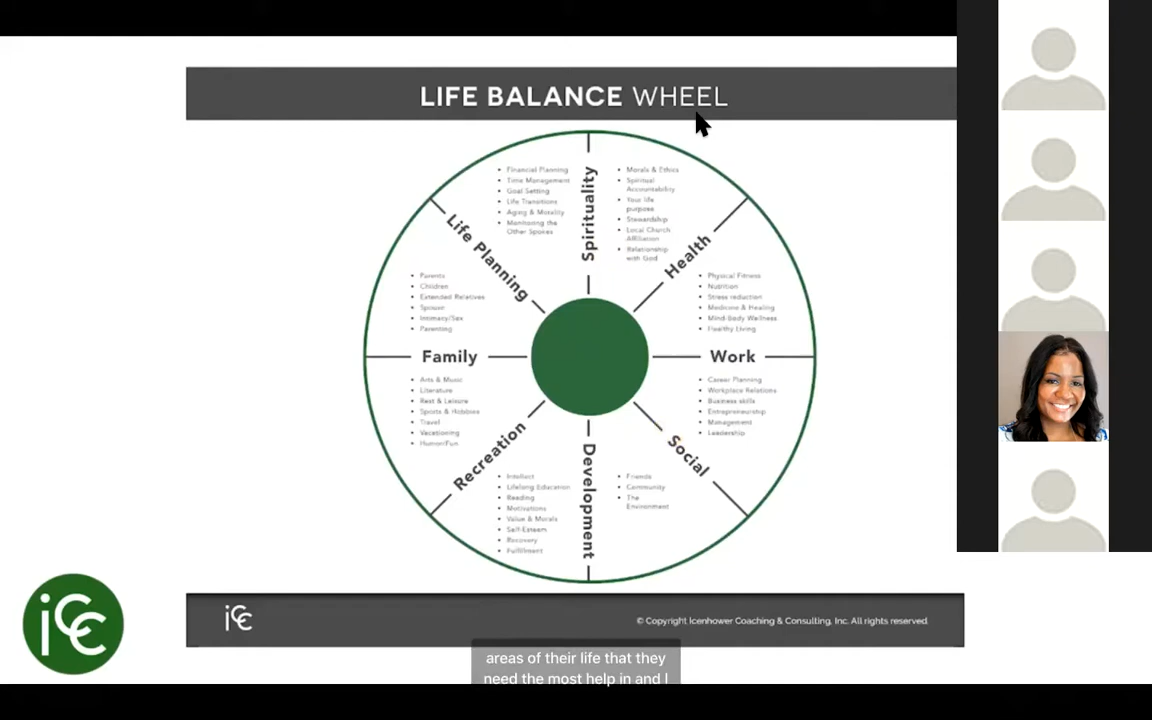 LIFE BALANCE WHEEL
• Financial Planning
• Time Management
• Goal Setting
• Life Transitions
• Aging & Morality
• Monitoring the
Other Spokes
Spirituality
• Morals & Ethics
• Spiritual
Accountability
• Your life
purpose
• Stewardship
• Local Church
Affiliation
• Relationship
with God
Life Planning
Health
• Parents
• Children
• Extended Relatives
• Spouse
• Intimacy/Sex
• Parenting
• Physical Fitness
• Nutrition
• Stress reduction
• Medicine & Healing
• Mind-Body Wellness
• Healthy Living
Family
Work
• Arts & Music
• Literature
• Rest & Leisure
• Sports & Hobbies
• Travel
• Vacationing
• Humor/Fun
• Career Planning
• Workplace Relations
• Business skills
• Entrepreneurship
• Management
• Leadership
Recreation
Social
• Intellect
• Lifelong Education
• Reading
• Motivations
• Value & Morals
• Self-Esteem
• Recovery
• Fulfillment
Development
• Friends
• Community
• The
Environment
iCC
iCC
© Copyright Icenhower Coaching & Consulting, Inc. All rights reserved.
areas of their life that they
need the most help in and I